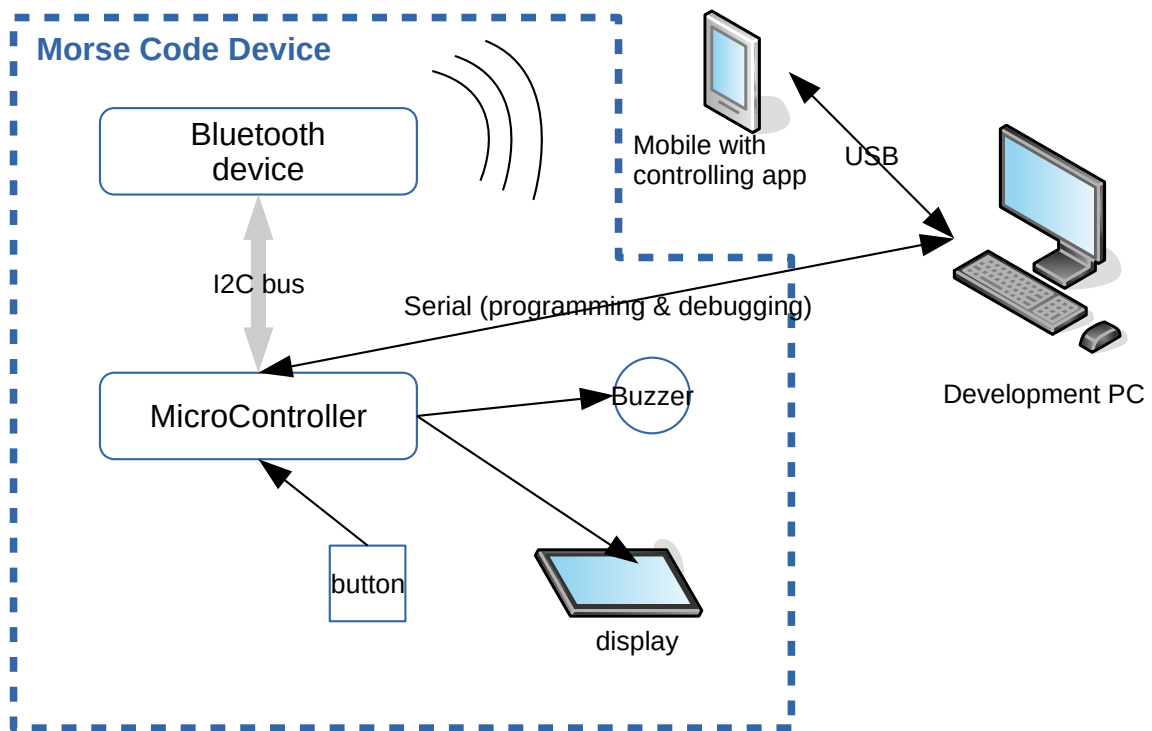 Morse Code Device
Bluetooth
device
Mobile with
controlling app
USB
I2C bus
Serial (programming & debugging)
MicroController
Buzzer
Development PC
button
display